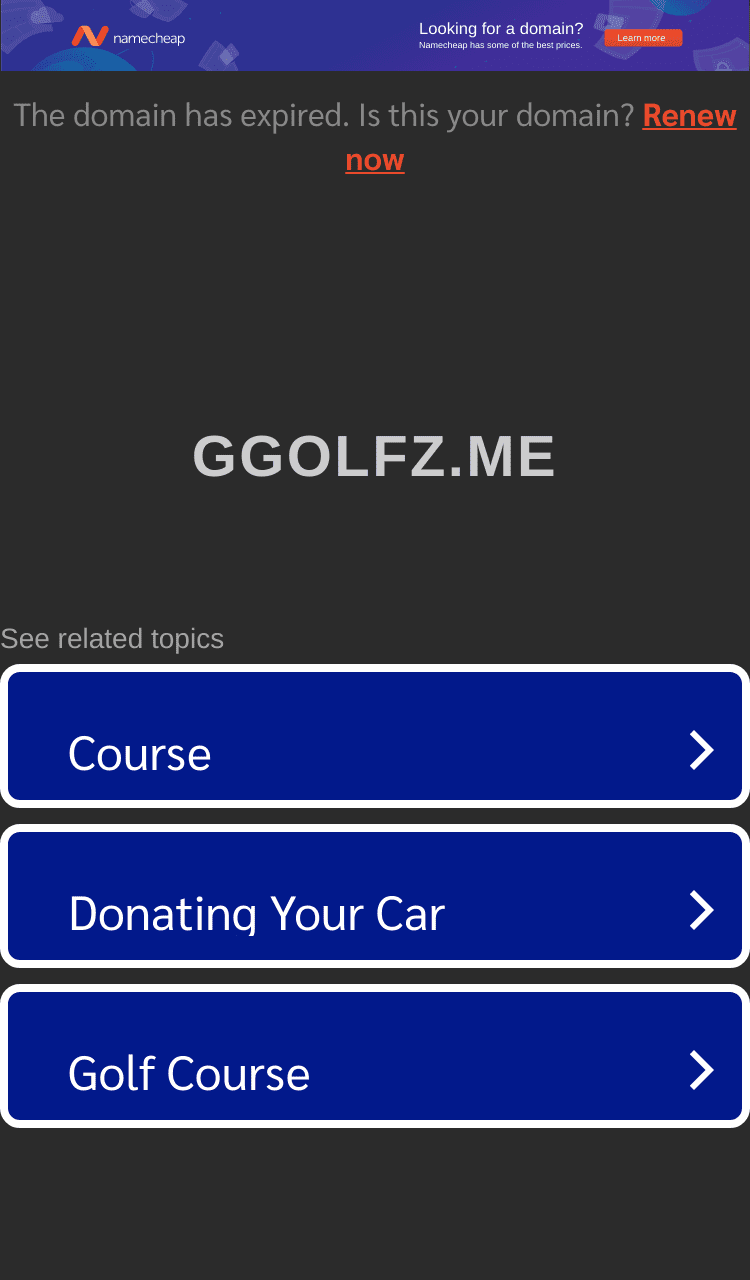 namecheap
Looking for a domain?
Namecheap has some of the best prices.
Learn more
The domain has expired. Is this your domain? Renew
now
GGOLFZ.ME
See related topics
Course
Donating Your Car
Golf Course